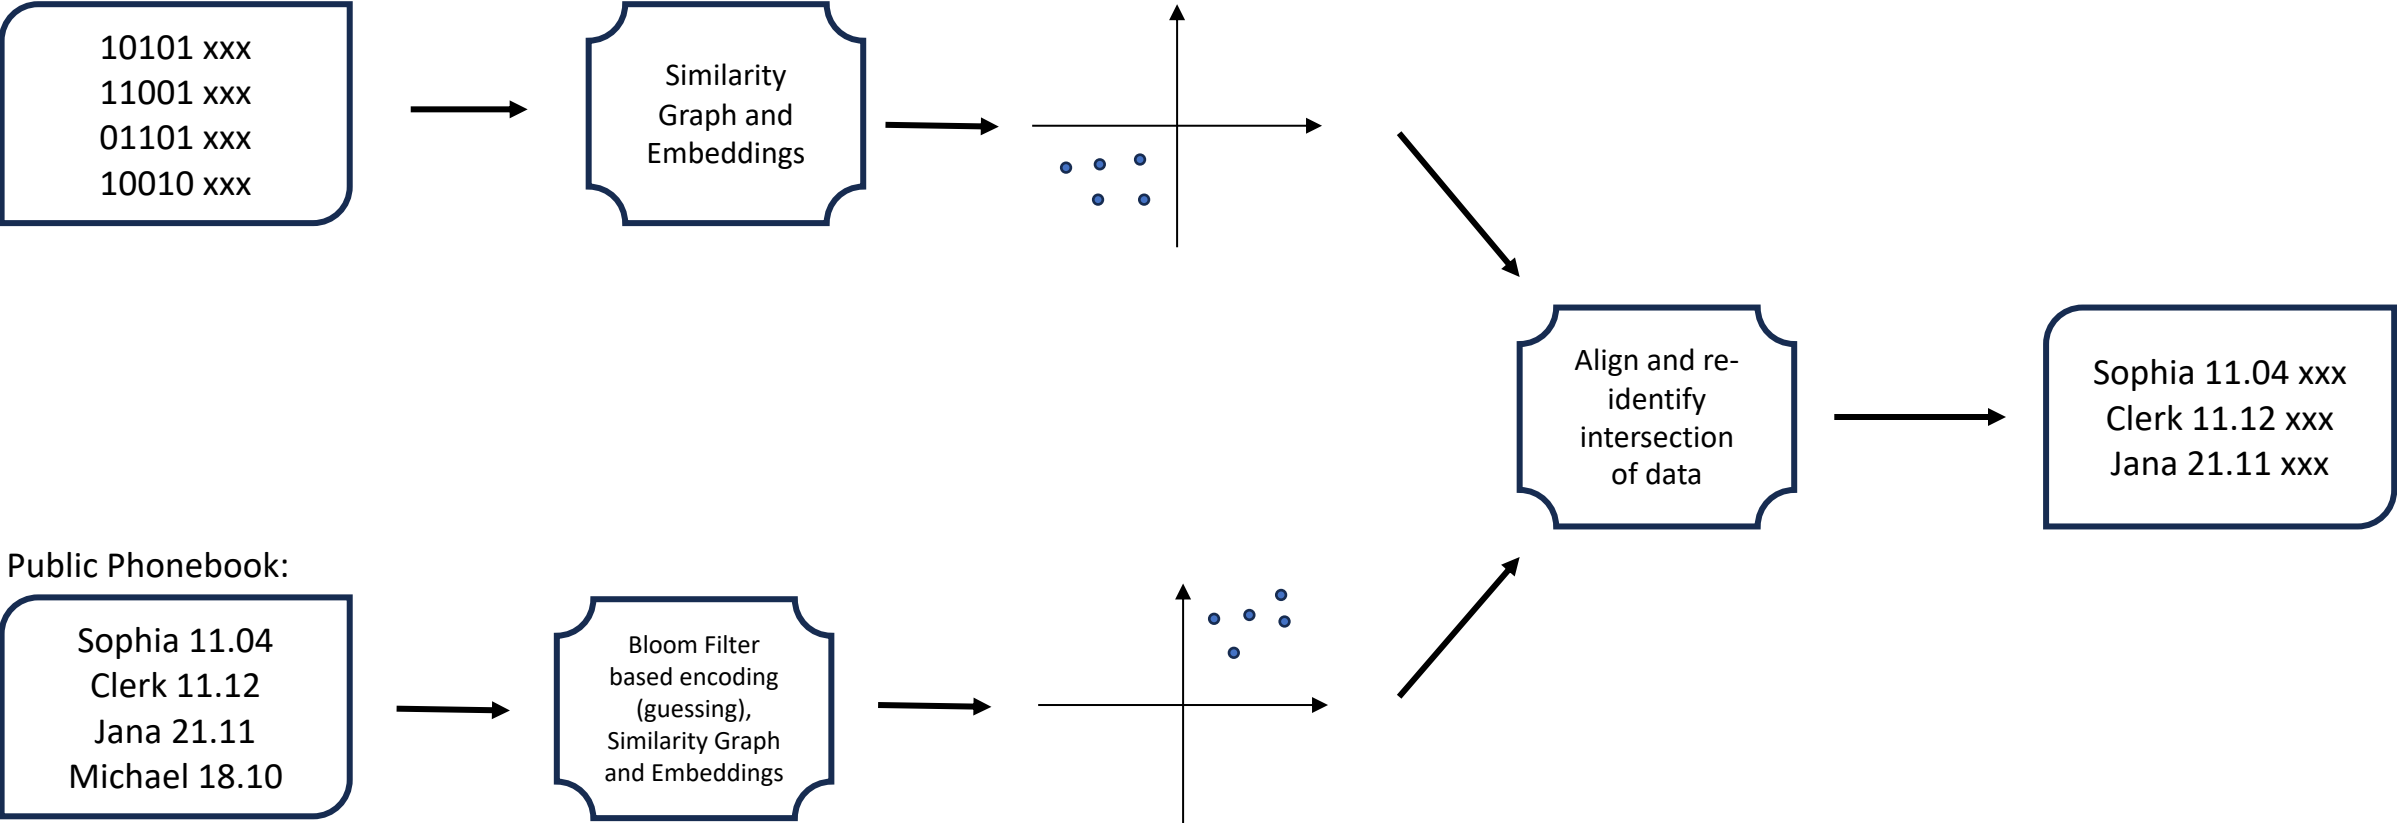 10101 xxx
11001 xxx
01101 xxx
10010 xxx
Similarity
Graph and
Embeddings
Public Phonebook:
Sophia 11.04
Clerk 11.12
Jana 21.11
Michael 18.10
Bloom Filter
based encoding
(guessing),
Similarity Graph
and Embeddings
Align and re-
identify
intersection
of data
Sophia 11.04 xxx
Clerk 11.12 xxx
Jana 21.11 xxx